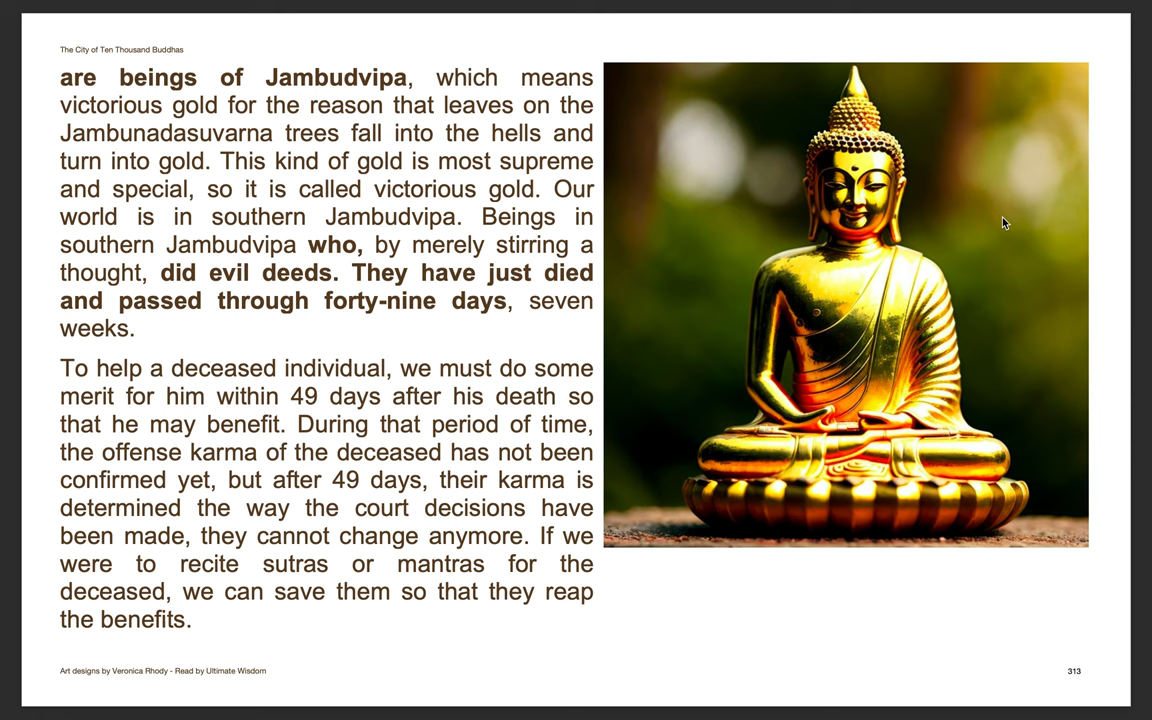 The City of Ten Thousand Buddhas
are beings of Jambudvipa, which means
victorious gold for the reason that leaves on the
Jambunadasuvarna trees fall into the hells and
turn into gold. This kind of gold is most supreme
and special, so it is called victorious gold. Our
world is in southern Jambudvipa. Beings in
southern Jambudvipa who, by merely stirring a
thought, did evil deeds. They have just died
and passed through forty-nine days, seven
weeks.
To help a deceased individual, we must do some
merit for him within 49 days after his death so
that he may benefit. During that period of time,
the offense karma of the deceased has not been
confirmed yet, but after 49 days, their karma is
determined the way the court decisions have
been made, they cannot change anymore. If we
were to recite sutras or mantras for the
deceased, we can save them so that they reap
the benefits.
Art designs by Veronica Rhody - Read by Ultimate Wisdom
313